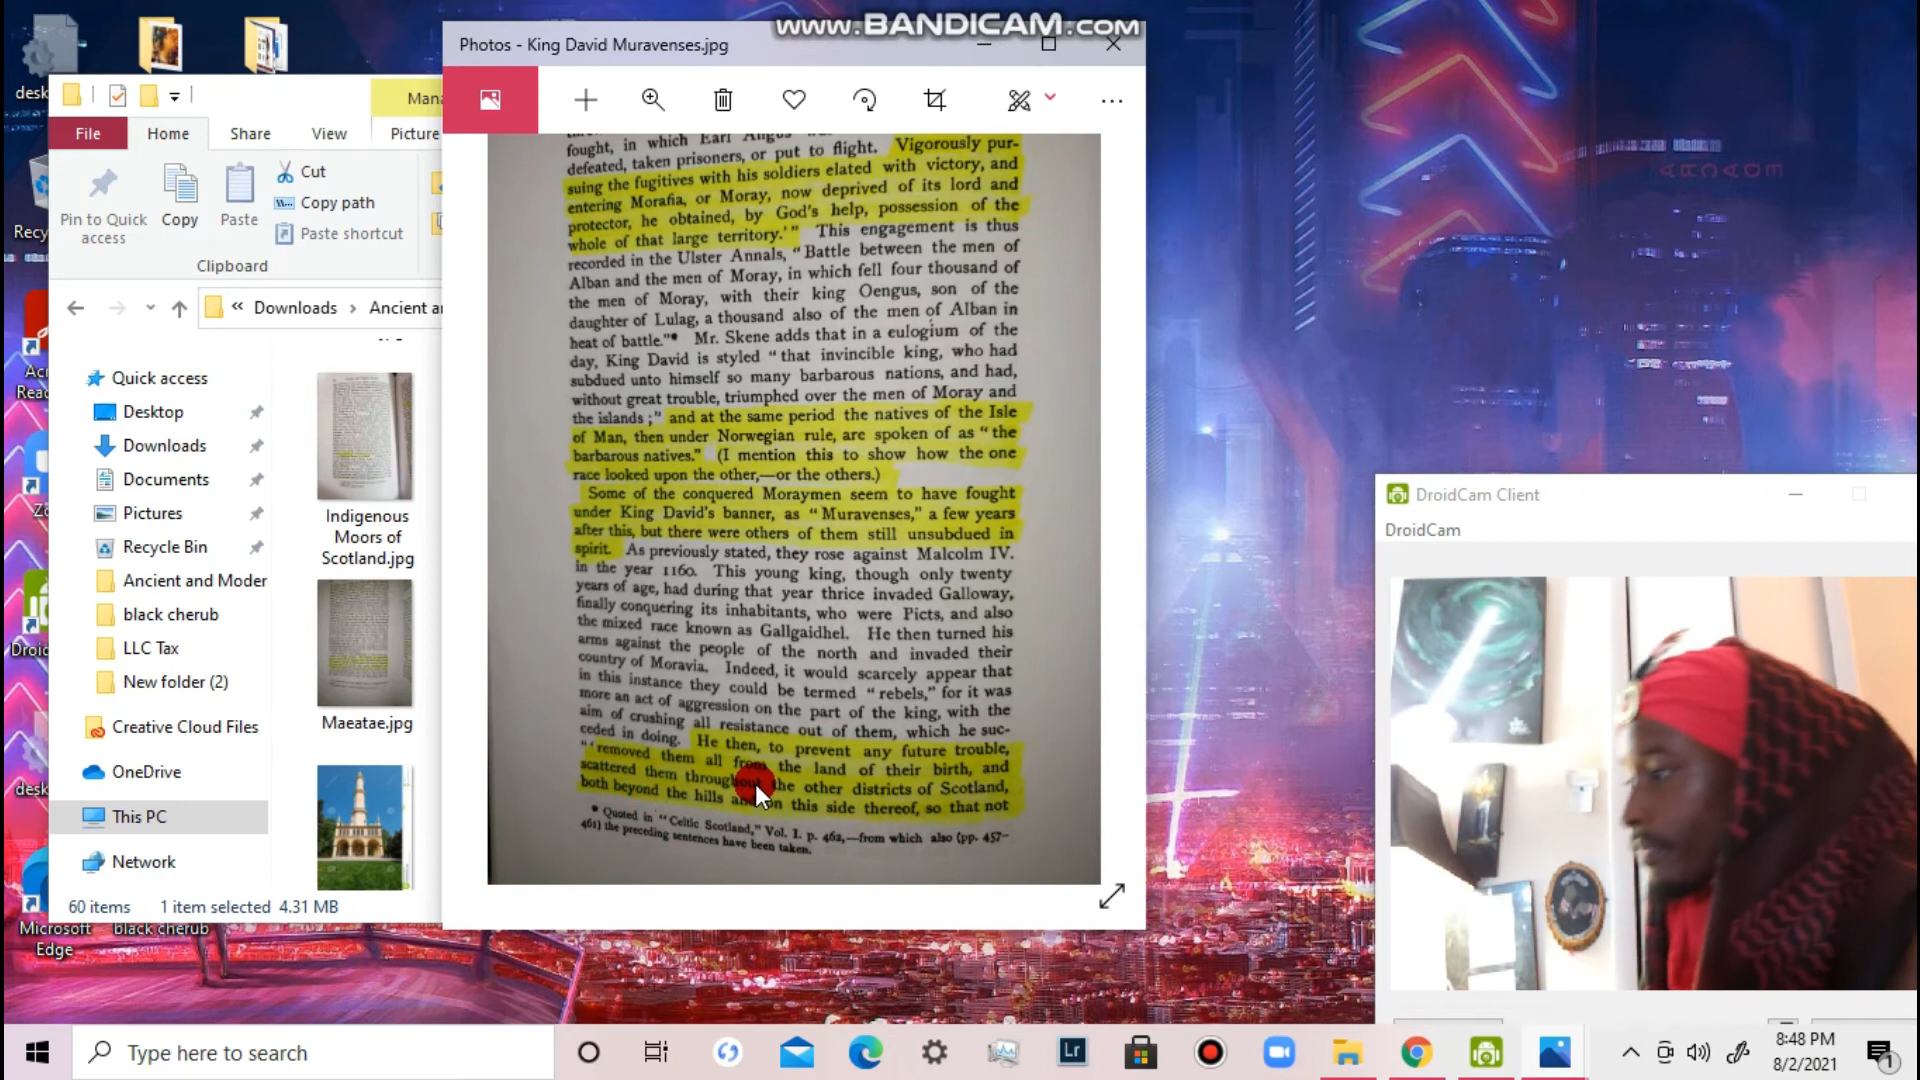 www.BANDICAM.com
Photos - King David Muravenses.jpg
File
Home
Share
View
Picture
Pin to Quick access
Copy
Paste
Cut
Copy path
Paste shortcut
Clipboard
« Downloads > Ancient a
Quick access
Desktop
Downloads
Documents
Pictures
Recycle Bin
Ancient and Moder
black cherub
LLC Tax
New folder (2)
Creative Cloud Files
OneDrive
This PC
Network
60 items 1 item selected 4.31 MB
Indigenous
Moors of
Scotland.jpg
Maeatae.jpg
fought, in which Earl Angus
defeated, taken prisoners, or put to flight. Vigorously pur-
suing the fugitives with his soldiers elated with victory, and
entering Morafia, or Moray, now deprived of its lord and
protector, he obtained, by God's help, possession of the
whole of that large territory.'" This engagement is thus
recorded in the Ulster Annals, "Battle between the men of
Alban and the men of Moray, in which fell four thousand of
the men of Moray, with their king Oengus, son of the
daughter of Lulag, a thousand also of the men of Alban in
heat of battle."* Mr. Skene adds that in a eulogium of the
day, King David is styled "that invincible king, who had
subdued unto himself so many barbarous nations, and had,
without great trouble, triumphed over the men of Moray and
the islands;" and at the same period the natives of the Isle
of Man, then under Norwegian rule, are spoken of as "the
barbarous natives." (I mention this to show how the one
race looked upon the other,—or the others.)
Some of the conquered Moraymen seem to have fought
under King David's banner, as "Muravenses," a few years
after this, but there were others of them still unsubdued in
spirit. As previously stated, they rose against Malcolm IV.
in the year 1160. This young king, though only twenty
years of age, had during that year thrice invaded Galloway,
finally conquering its inhabitants, who were Picts, and also
the mixed race known as Gallgaidhel. He then turned his
arms against the people of the north and invaded their
country of Moravia. Indeed, it would scarcely appear that
in this instance they could be termed "rebels," for it was
more an act of aggression on the part of the king, with the
aim of crushing all resistance out of them, which he suc-
ceded in doing. He then, to prevent any future trouble,
"'removed them all from the land of their birth, and
scattered them throughout the other districts of Scotland,
both beyond the hills and on this side thereof, so that not
* Quoted in "Celtic Scotland," Vol. I. p. 462,—from which also (pp. 457-
461) the preceding sentences have been taken.
DroidCam Client
DroidCam
Microsoft
Edge
black cherub
Type here to search
Lr
8:48 PM
8/2/2021
1